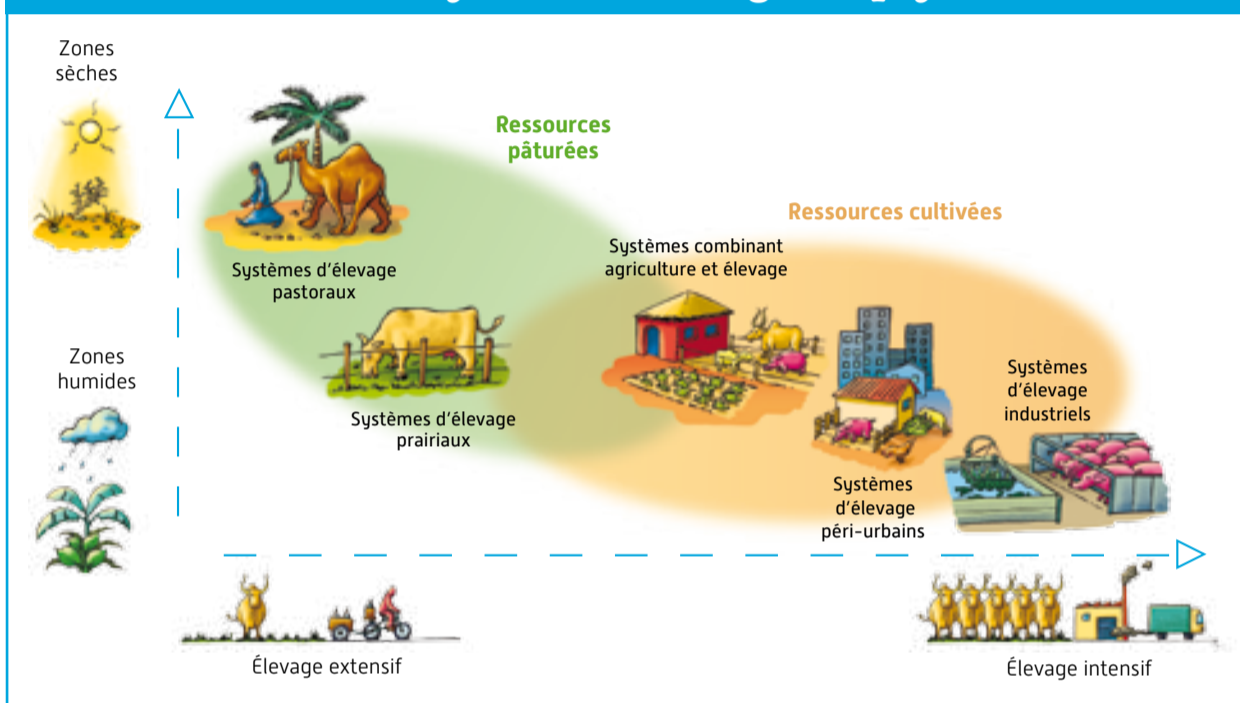 Zones
sèches
Ressources
pâturées
Ressources cultivées
Systèmes combinant
agriculture et élevage
Systèmes d'élevage
pastoraux
Zones
humides
Systèmes
d'élevage
industriels
Systèmes d'élevage
prairiaux
Systèmes
d'élevage
péri-urbains
Élevage extensif
Élevage intensif